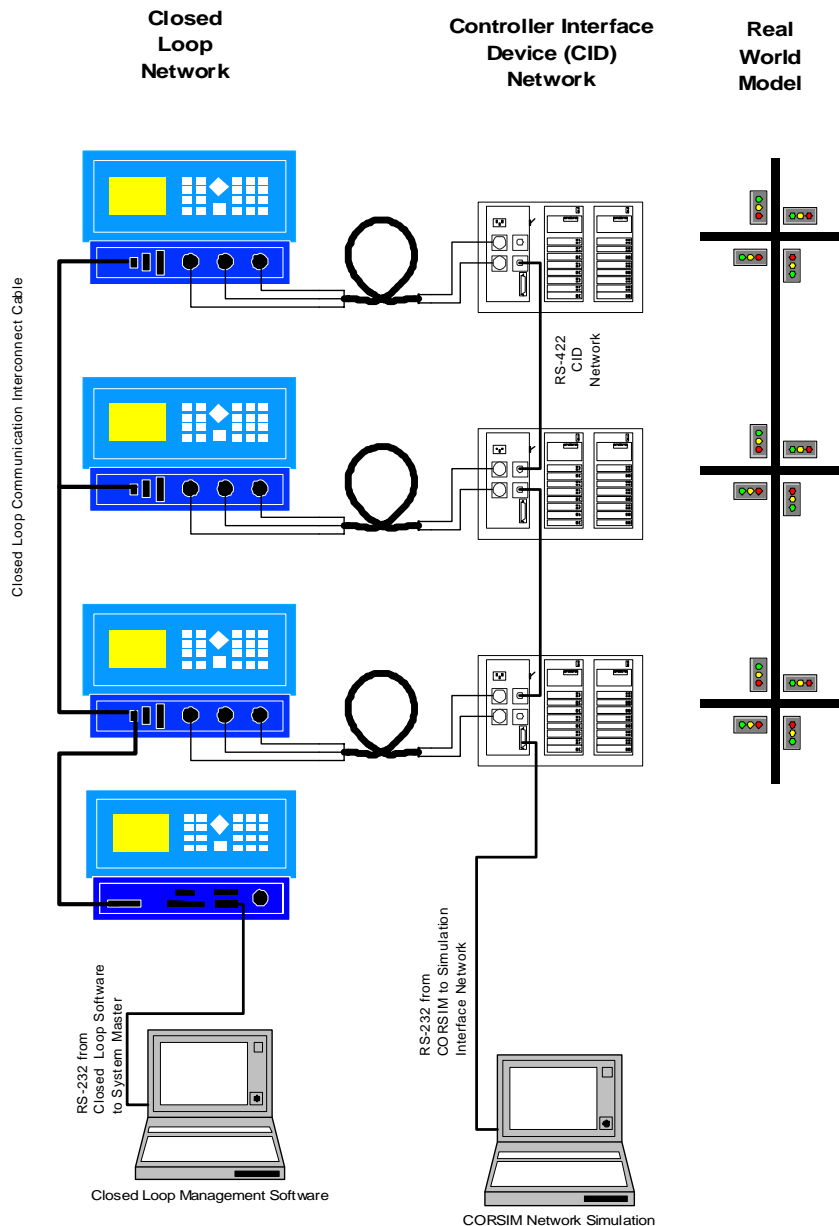 Closed
Loop
Network
Controller Interface
Device (CID)
Network
Real
World
Model
Closed Loop Communication Interconnect Cable
RS-422
CID
Network
RS-232 from
Closed Loop Software
to System Master
RS-232 from
CORSIM to Simulation
Interface Network
Closed Loop Management Software
CORSIM Network Simulation